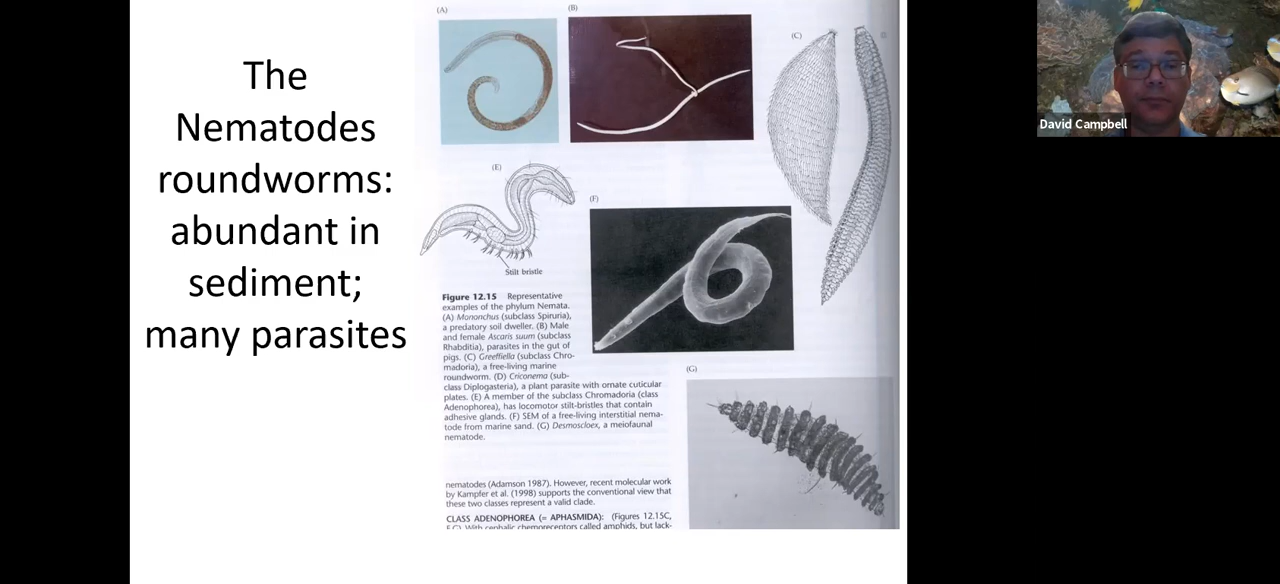 The
Nematodes
roundworms:
abundant in
sediment;
many parasites
(A)
(B)
(C)
(E)
Stilt bristle
(F)
Figure 12.15 Representative
examples of the phylum Nemata.
(A) Mononchus (subclass Spiruria),
a predatory soil dweller. (B) Male
and female Ascaris suum (subclass
Rhabditia), parasites in the gut of
pigs. (C) Greeffiella (subclass Chro-
madoria), a free-living marine
roundworm. (D) Criconema (sub-
class Diplogasteria), a plant parasite with ornate cuticular
plates. (E) A member of the subclass Chromadoria (class
Adenophorea), has locomotor stilt-bristles that contain
adhesive glands. (F) SEM of a free-living interstitial nema-
tode from marine sand. (G) Desmoscloex, a meiofaunal
nematode.
(G)
nematodes (Adamson 1987). However, recent molecular work
by Kampfer et al. (1998) supports the conventional view that
these two classes represent a valid clade.
CLASS ADENOPHOREA (= APHASMIDA): (Figures 12.15C,
With cephalic chemoreceptors called amphids, but lack-
David Campbell